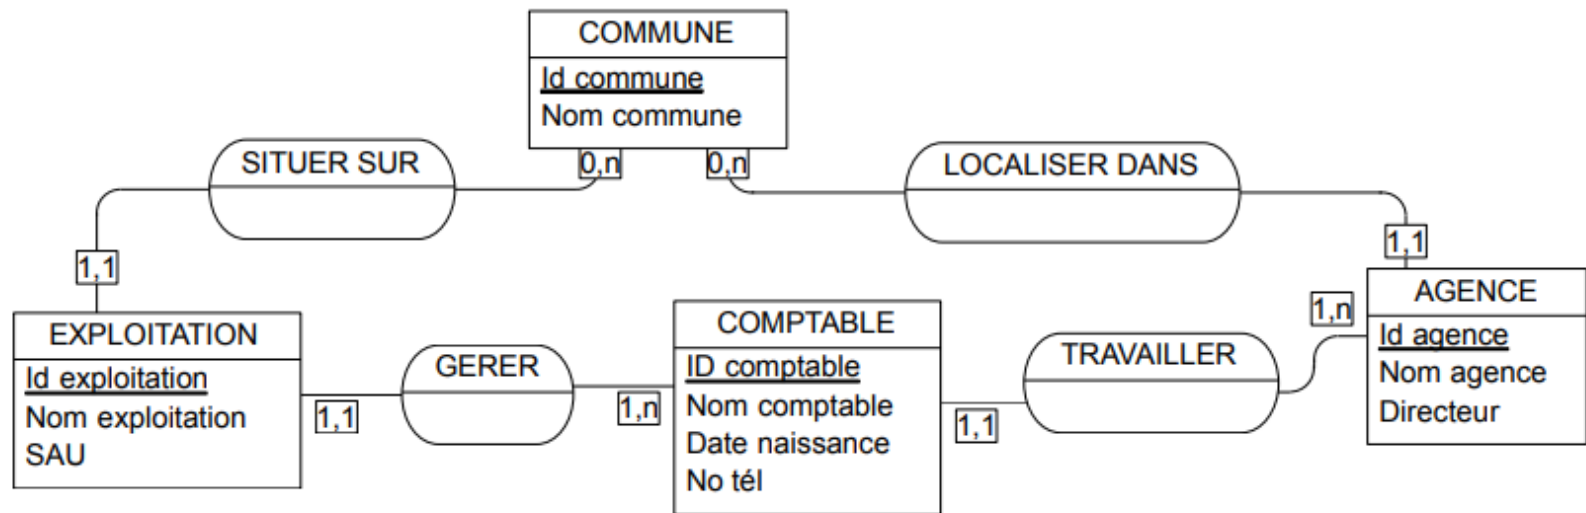 COMMUNE
Id commune
Nom commune
SITUER SUR
0,n
0,n
LOCALISER DANS
1,1
1,1
EXPLOITATION
Id exploitation
Nom exploitation
SAU
1,1
GERER
1,n
COMPTABLE
ID comptable
Nom comptable
Date naissance
No tél
1,1
TRAVAILLER
1,n
AGENCE
Id agence
Nom agence
Directeur